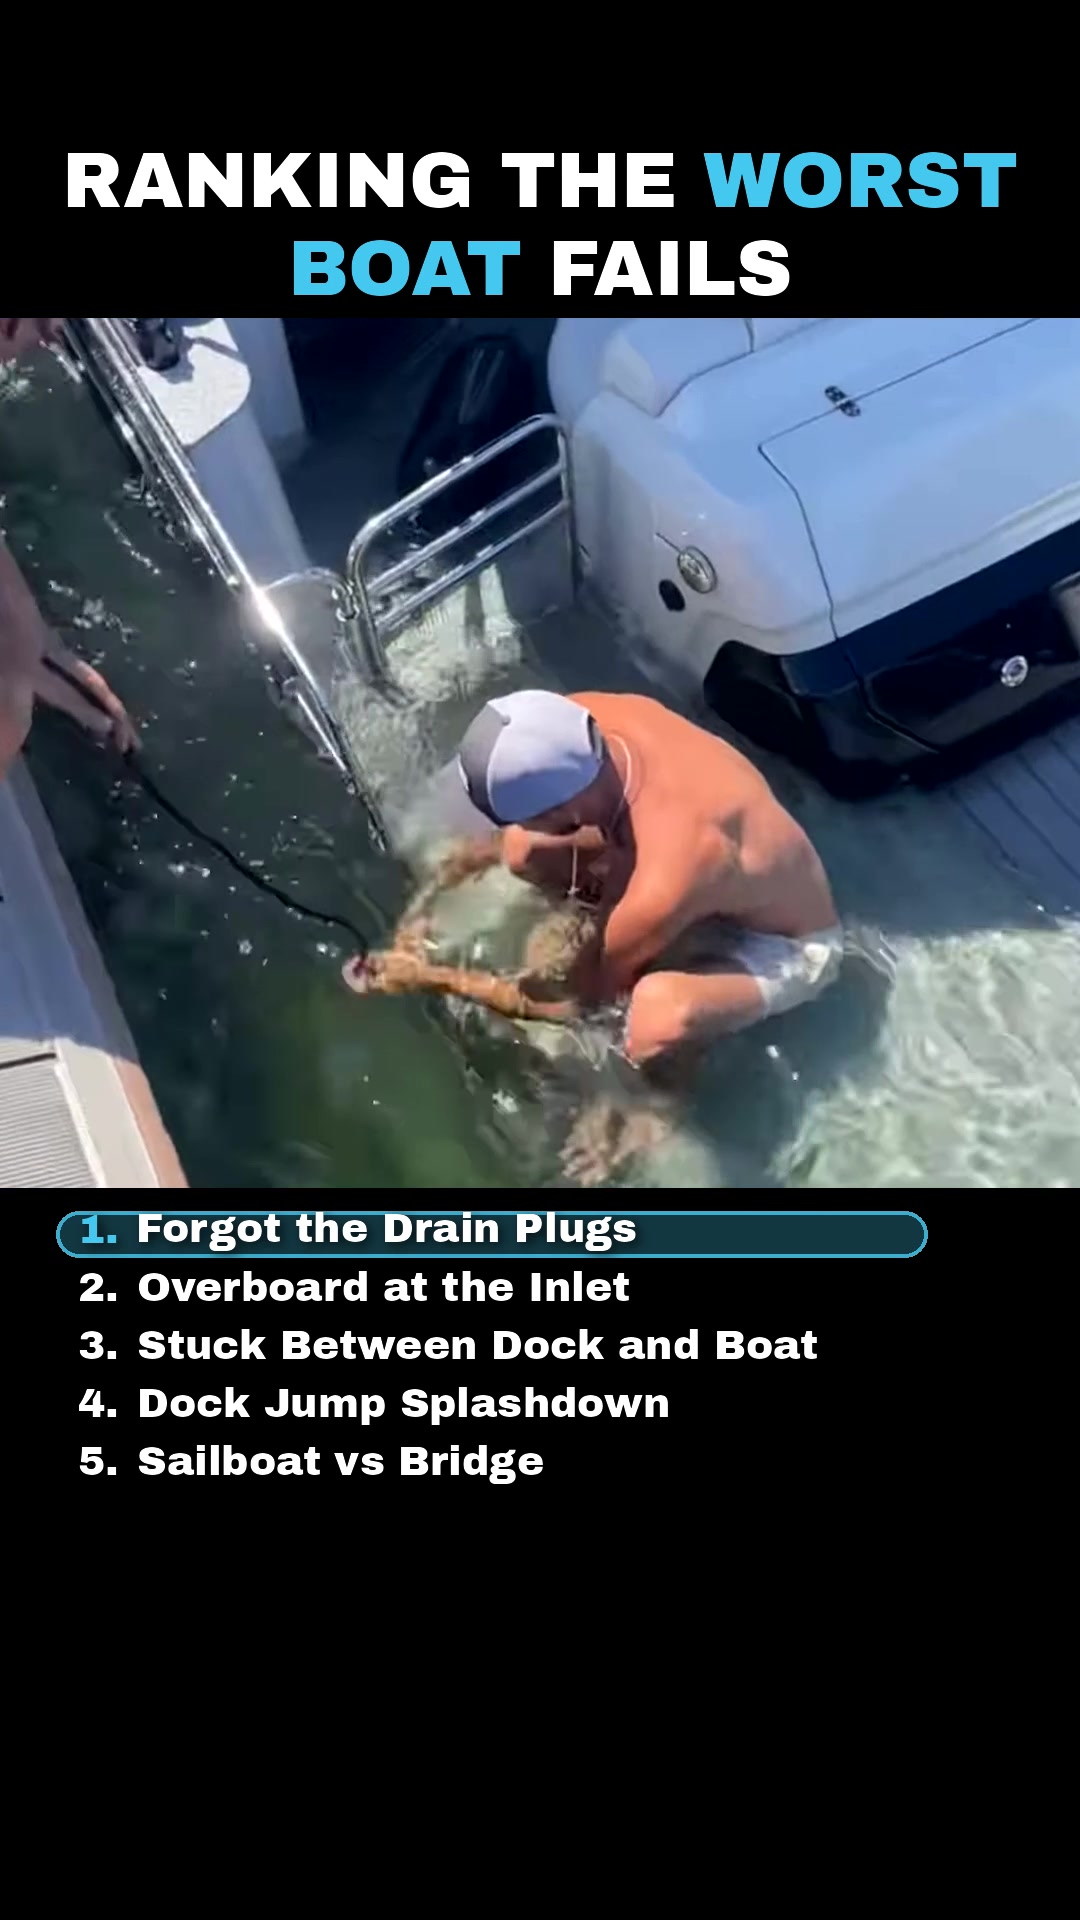 RANKING THE WORST
BOAT FAILS
1. Forgot the Drain Plugs
2. Overboard at the Inlet
3. Stuck Between Dock and Boat
4. Dock Jump Splashdown
5. Sailboat vs Bridge